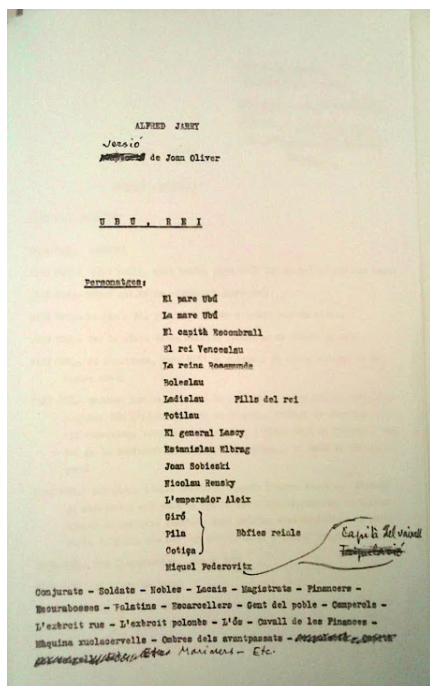 ALFRED JARRY
versió
de Joan Oliver
U B U , R E I
Personatges:
El pare Ubú
La mare Ubú
El capità Escombrall
El rei Venceslau
La reina Rosamunda
Boleslau
Ladislau Fills del rei
Totilau
El general Lascy
Estanislau Elbrag
Joan Sobieski
Nicolau Rensky
L'emperador Aleix
Giró
Pila Bòfies reials
Cotiça
Capità del vaixell
Miquel Federovitx
Conjurats - Soldats - Nobles - Lacais - Magistrats - Financers -
Escurabosses - Palatins - Escarcellers - Gent del poble - Camperols -
L'exèrcit rus - L'exèrcit polonès - L'ós - Cavall de les Finances -
Màquina xuclacervells - Ombres dels avantpassats -
Mariners - Etc.